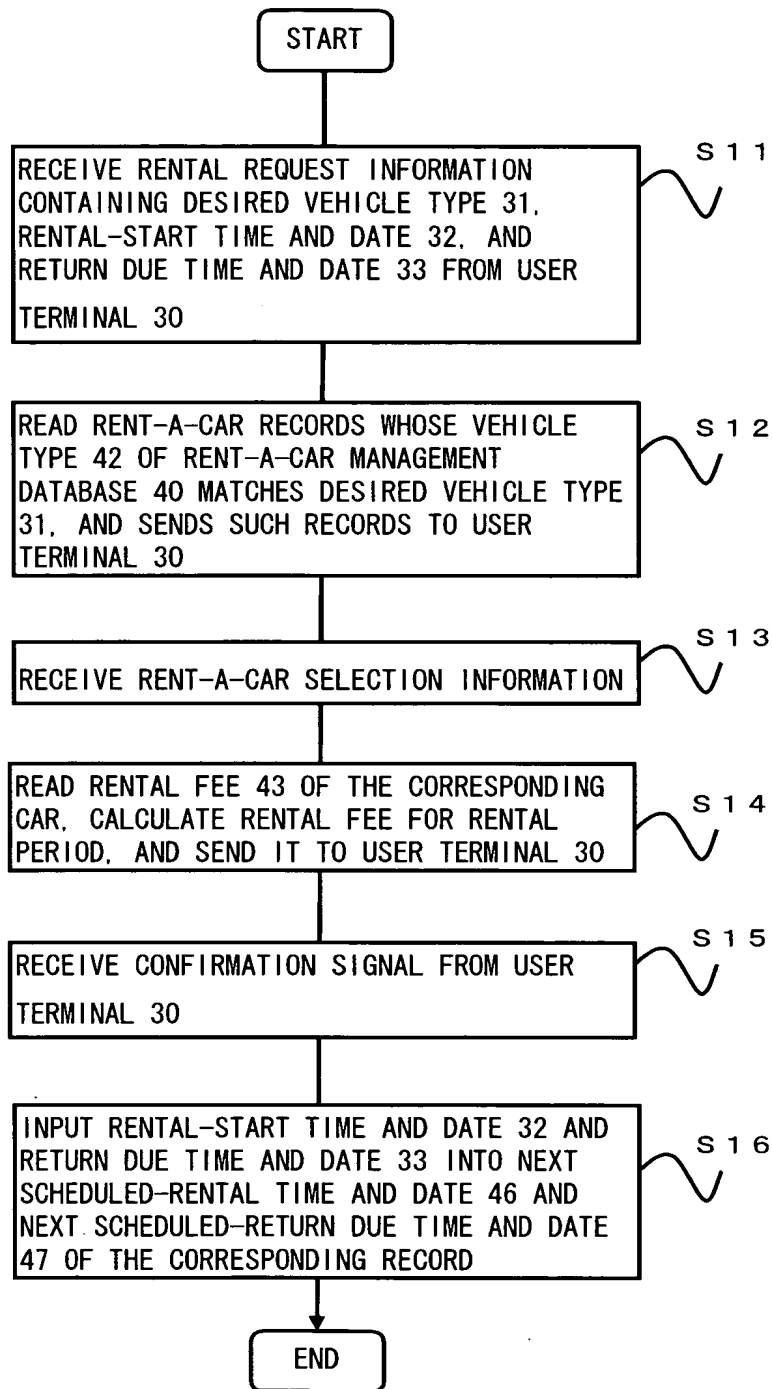 START
S11
RECEIVE RENTAL REQUEST INFORMATION
CONTAINING DESIRED VEHICLE TYPE 31,
RENTAL-START TIME AND DATE 32, AND
RETURN DUE TIME AND DATE 33 FROM USER
TERMINAL 30
S12
READ RENT-A-CAR RECORDS WHOSE VEHICLE
TYPE 42 OF RENT-A-CAR MANAGEMENT
DATABASE 40 MATCHES DESIRED VEHICLE TYPE
31, AND SENDS SUCH RECORDS TO USER
TERMINAL 30
S13
RECEIVE RENT-A-CAR SELECTION INFORMATION
S14
READ RENTAL FEE 43 OF THE CORRESPONDING
CAR, CALCULATE RENTAL FEE FOR RENTAL
PERIOD, AND SEND IT TO USER TERMINAL 30
S15
RECEIVE CONFIRMATION SIGNAL FROM USER
TERMINAL 30
S16
INPUT RENTAL-START TIME AND DATE 32 AND
RETURN DUE TIME AND DATE 33 INTO NEXT
SCHEDULED-RENTAL TIME AND DATE 46 AND
NEXT SCHEDULED-RETURN DUE TIME AND DATE
47 OF THE CORRESPONDING RECORD
END